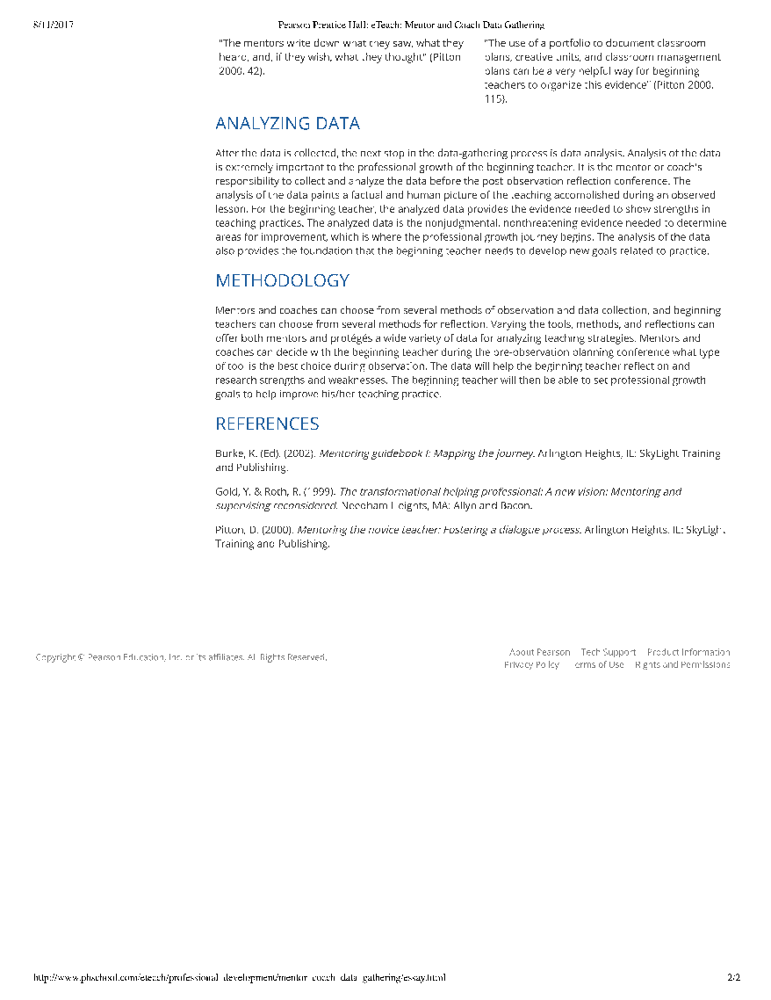 8/11/2017
Pearson Prentice Hall: eTeach: Mentor and Coach Data Gathering
"The mentors write down what they saw, what they
heard, and, if they wish, what they thought" (Pitton
2000, 42).
"The use of a portfolio to document classroom
plans, creative units, and classroom management
plans can be a very helpful way for beginning
teachers to organize this evidence" (Pitton 2000,
115).
ANALYZING DATA
After the data is collected, the next stop in the data-gathering process is data analysis. Analysis of the data
is extremely important to the professional growth of the beginning teacher. It is the mentor or coach's
responsibility to collect and analyze the data before the post-observation reflection conference. The
analysis of the data paints a factual and human picture of the teaching accomplished during an observed
lesson. For the beginning teacher, the analyzed data provides the evidence needed to show strengths in
teaching practices. The analyzed data is the nonjudgmental, nonthreatening evidence needed to determine
areas for improvement, which is where the professional growth journey begins. The analysis of the data
also provides the foundation that the beginning teacher needs to develop new goals related to practice.
METHODOLOGY
Mentors and coaches can choose from several methods of observation and data collection, and beginning
teachers can choose from several methods for reflection. Varying the tools, methods, and reflections can
offer both mentors and protégés a wide variety of data for analyzing teaching strategies. Mentors and
coaches can decide with the beginning teacher during the pre-observation planning conference what type
of tool is the best choice during observation. The data will help the beginning teacher reflect on and
research strengths and weaknesses. The beginning teacher will then be able to set professional growth
goals to help improve his/her teaching practice.
REFERENCES
Burke, K. (Ed). (2002). Mentoring guidebook I: Mapping the journey. Arlington Heights, IL: SkyLight Training
and Publishing.
Gold, Y. & Roth, R. (1999). The transformational helping professional: A new vision: Mentoring and
supervising reconsidered. Needham Heights, MA: Allyn and Bacon.
Pitton, D. (2000). Mentoring the novice teacher: Fostering a dialogue process. Arlington Heights, IL: SkyLight
Training and Publishing.
Copyright © Pearson Education, Inc. or its affiliates. All Rights Reserved.
About Pearson Tech Support Product Information
Privacy Policy Terms of Use Rights and Permissions
http://www.phschool.com/eteach/professional_development/mentor_coach_data_gathering/essay.html
2/2